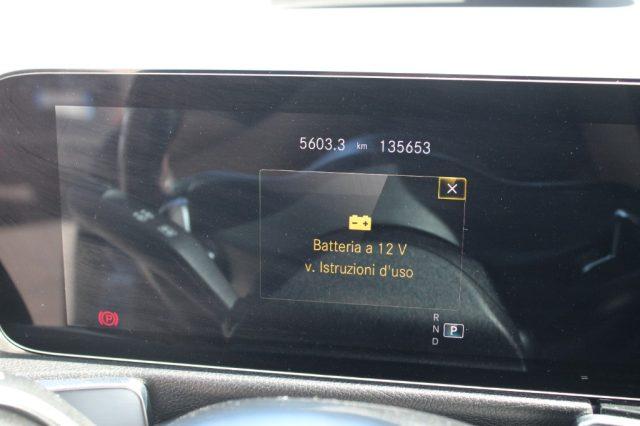 5603.3 km 135653
Batteria a 12 V
v. Istruzioni d'uso
P
R
N P
D